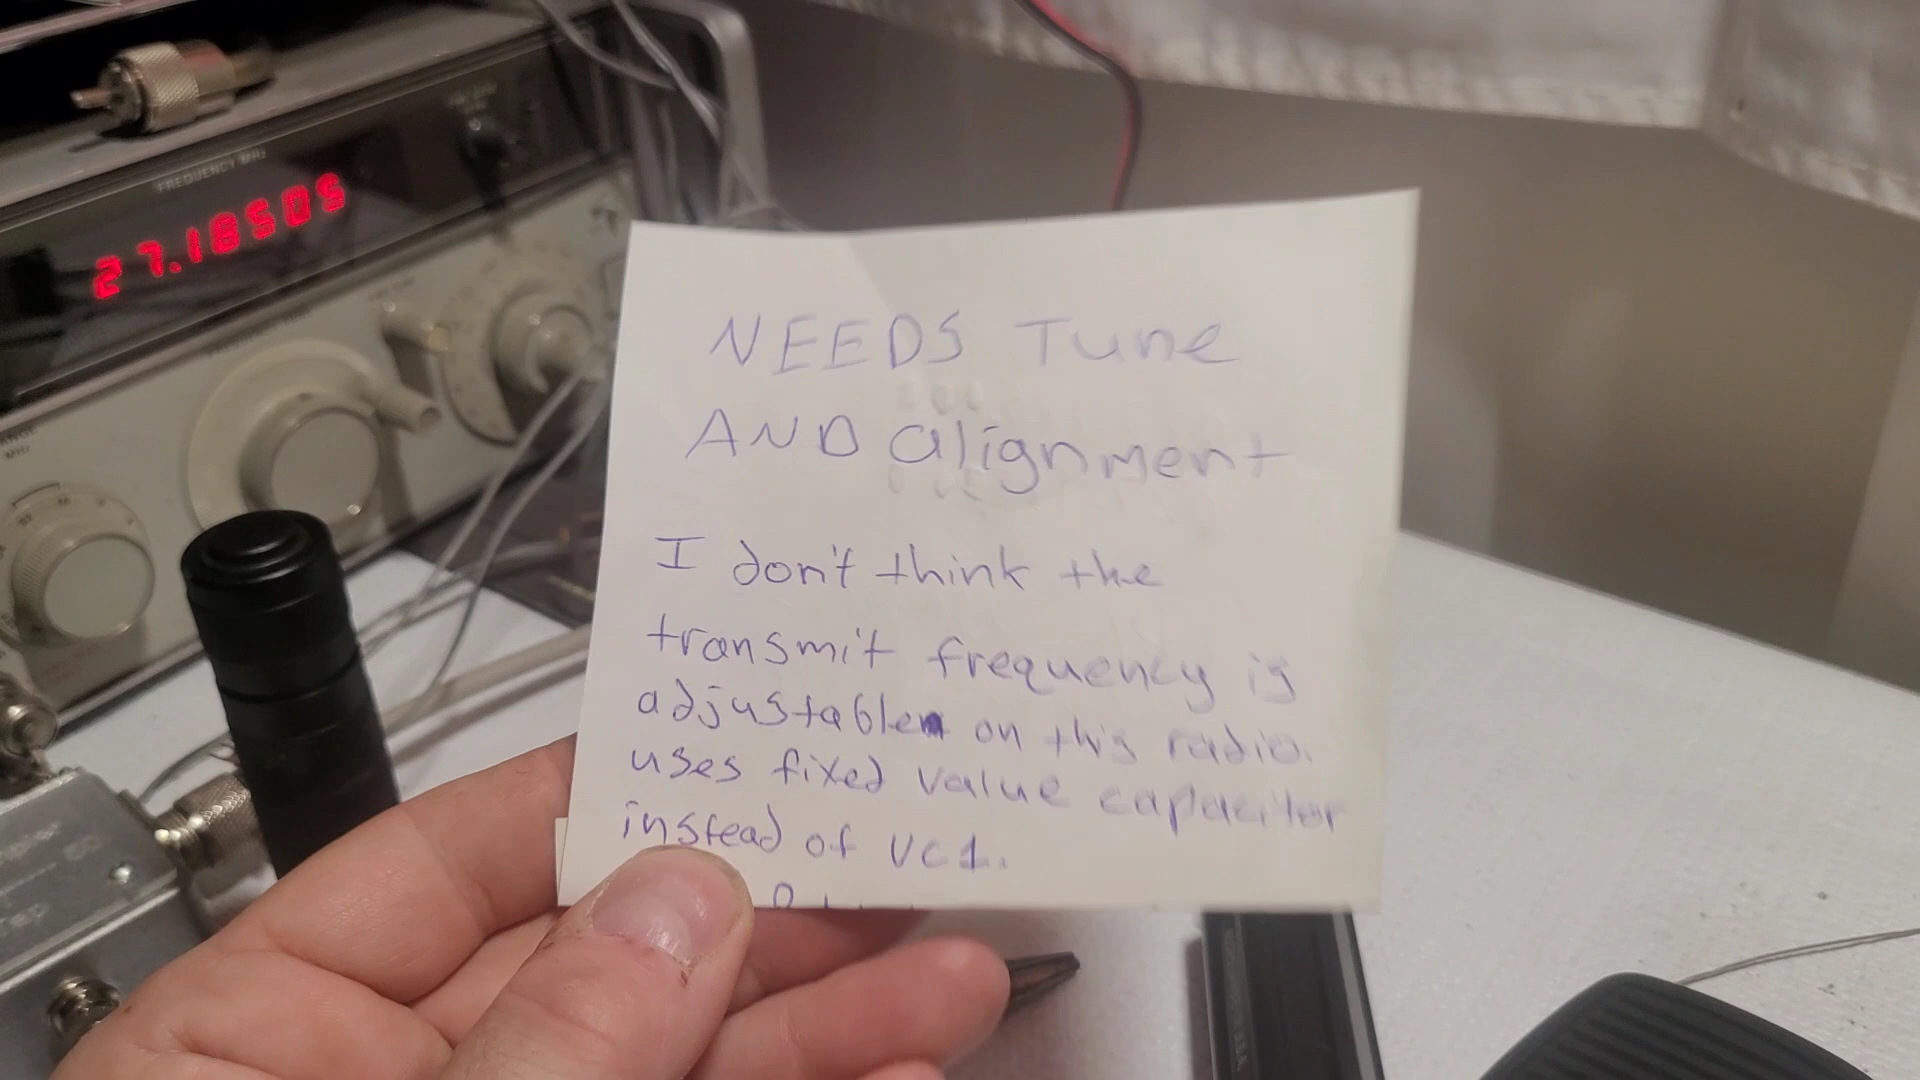 FREQUENCY MHz
27.18505
NEEDS Tune
AND alignment
I don't think the
transmit frequency is
adjustable on this radio.
uses fixed value capacitor
instead of VC1.